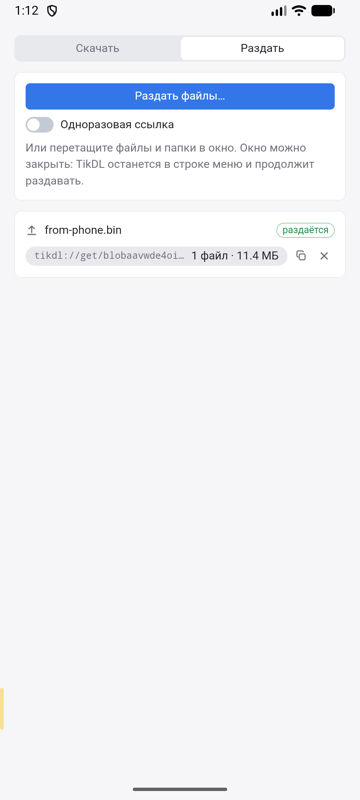 1:12
Скачать
Раздать
Раздать файлы…
Одноразовая ссылка
Или перетащите файлы и папки в окно. Окно можно
закрыть: TikDL останется в строке меню и продолжит
раздавать.
from-phone.bin
раздаётся
tikdl://get/blobaavwde4oi… 1 файл · 11.4 МБ